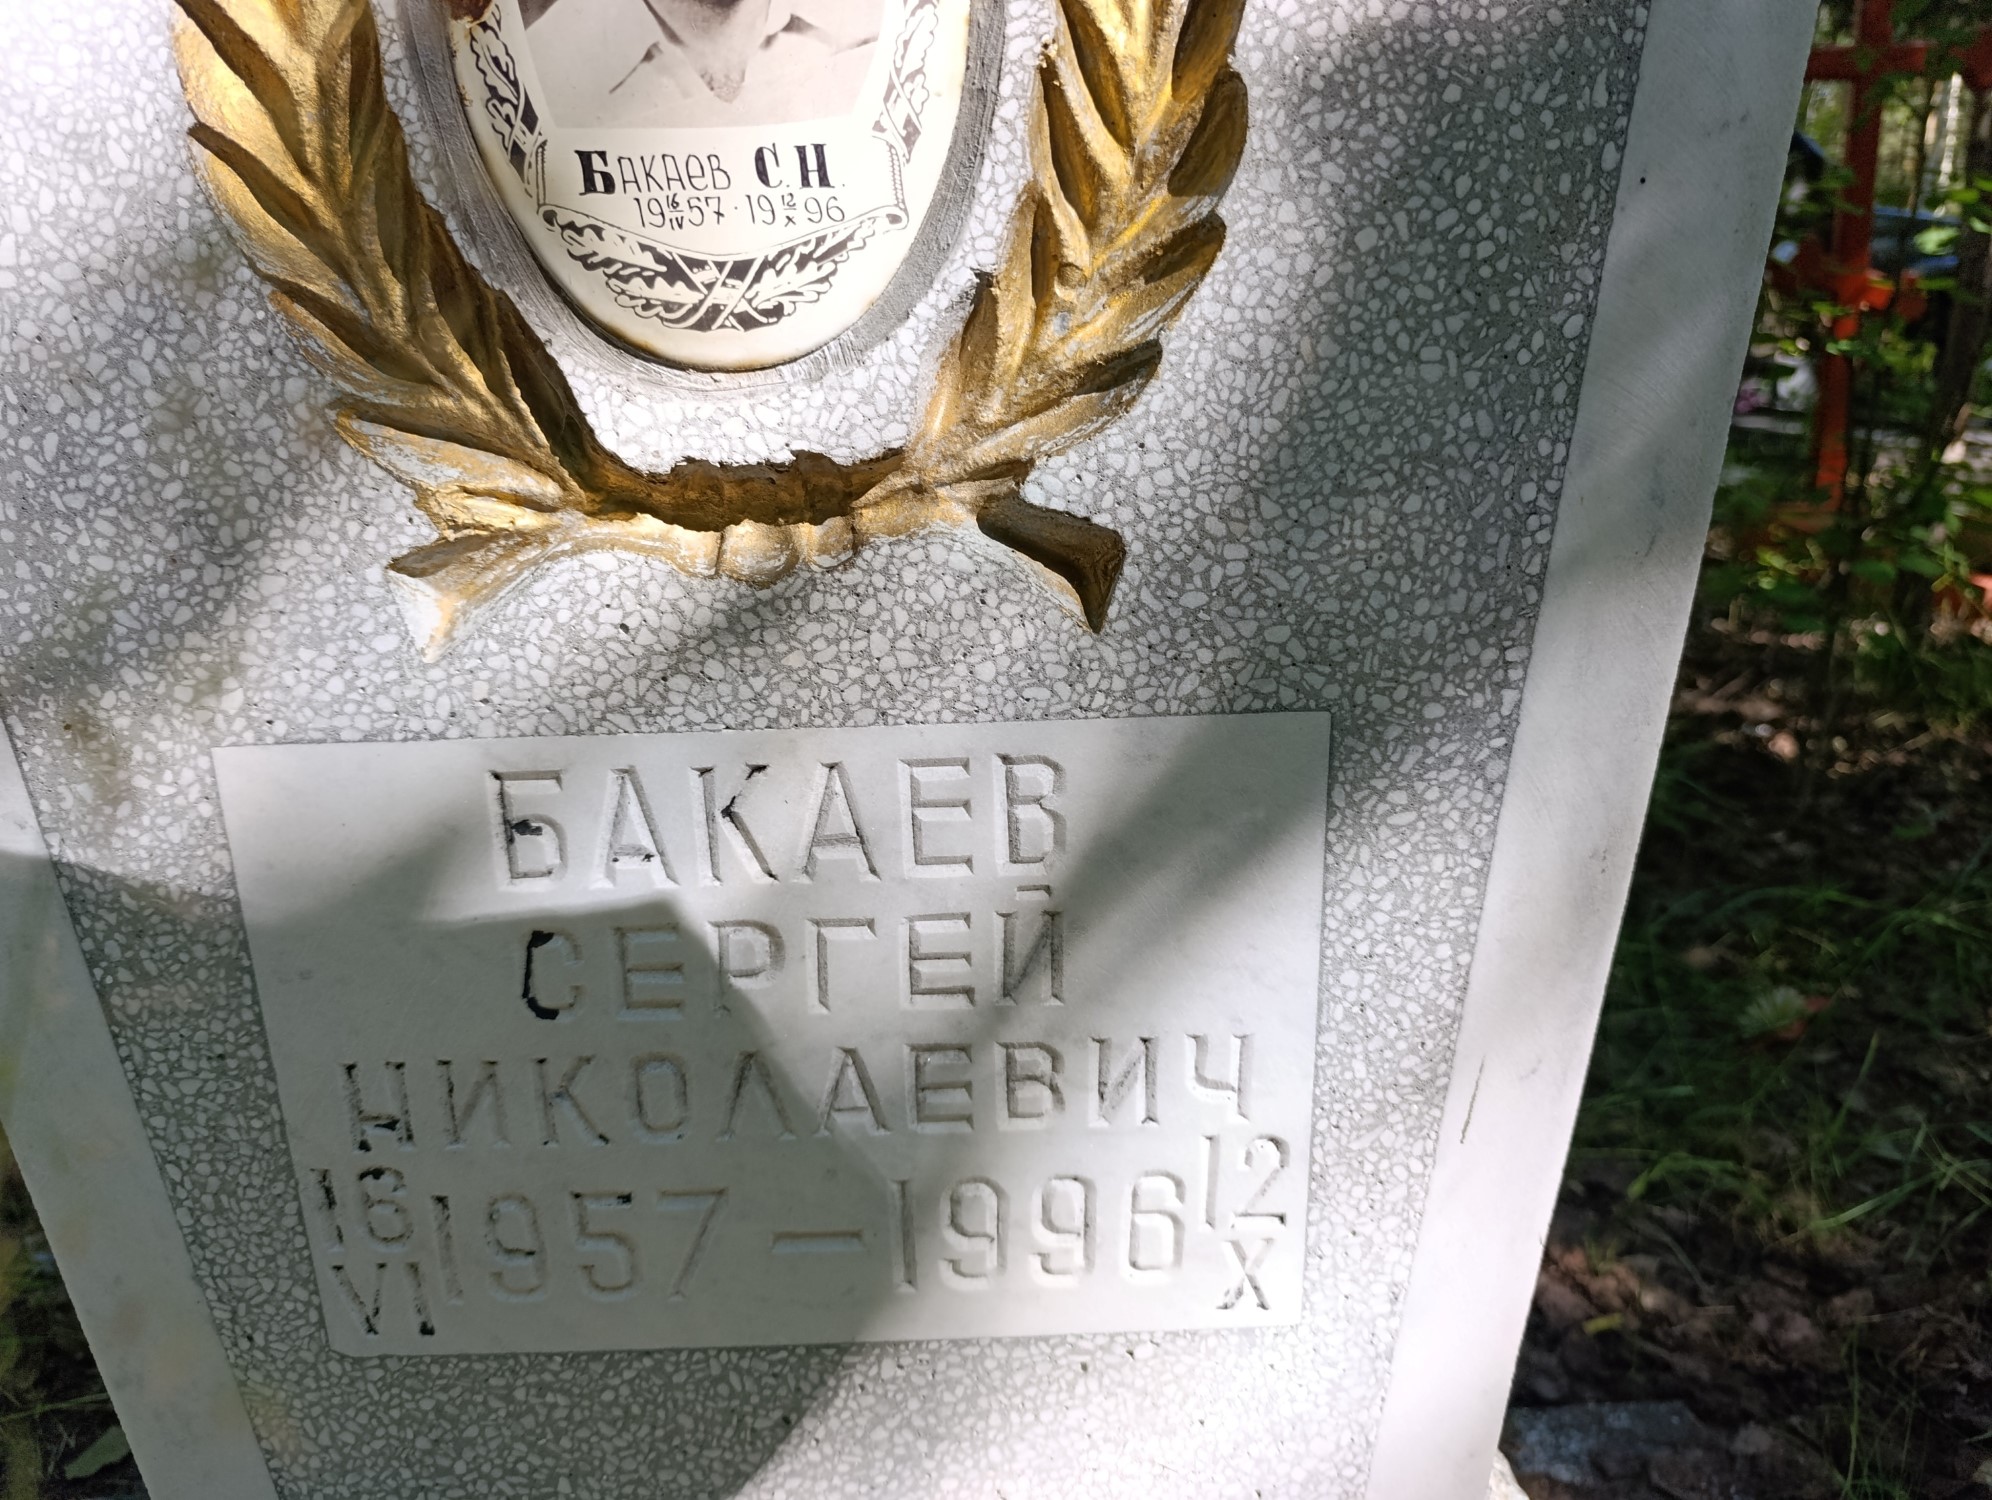 Бакаев С.Н.
19 16/IV 57 · 19 12/X 96
БАКАЕВ
СЕРГЕЙ
НИКОЛАЕВИЧ
16/VI 1957 — 1996 12/X